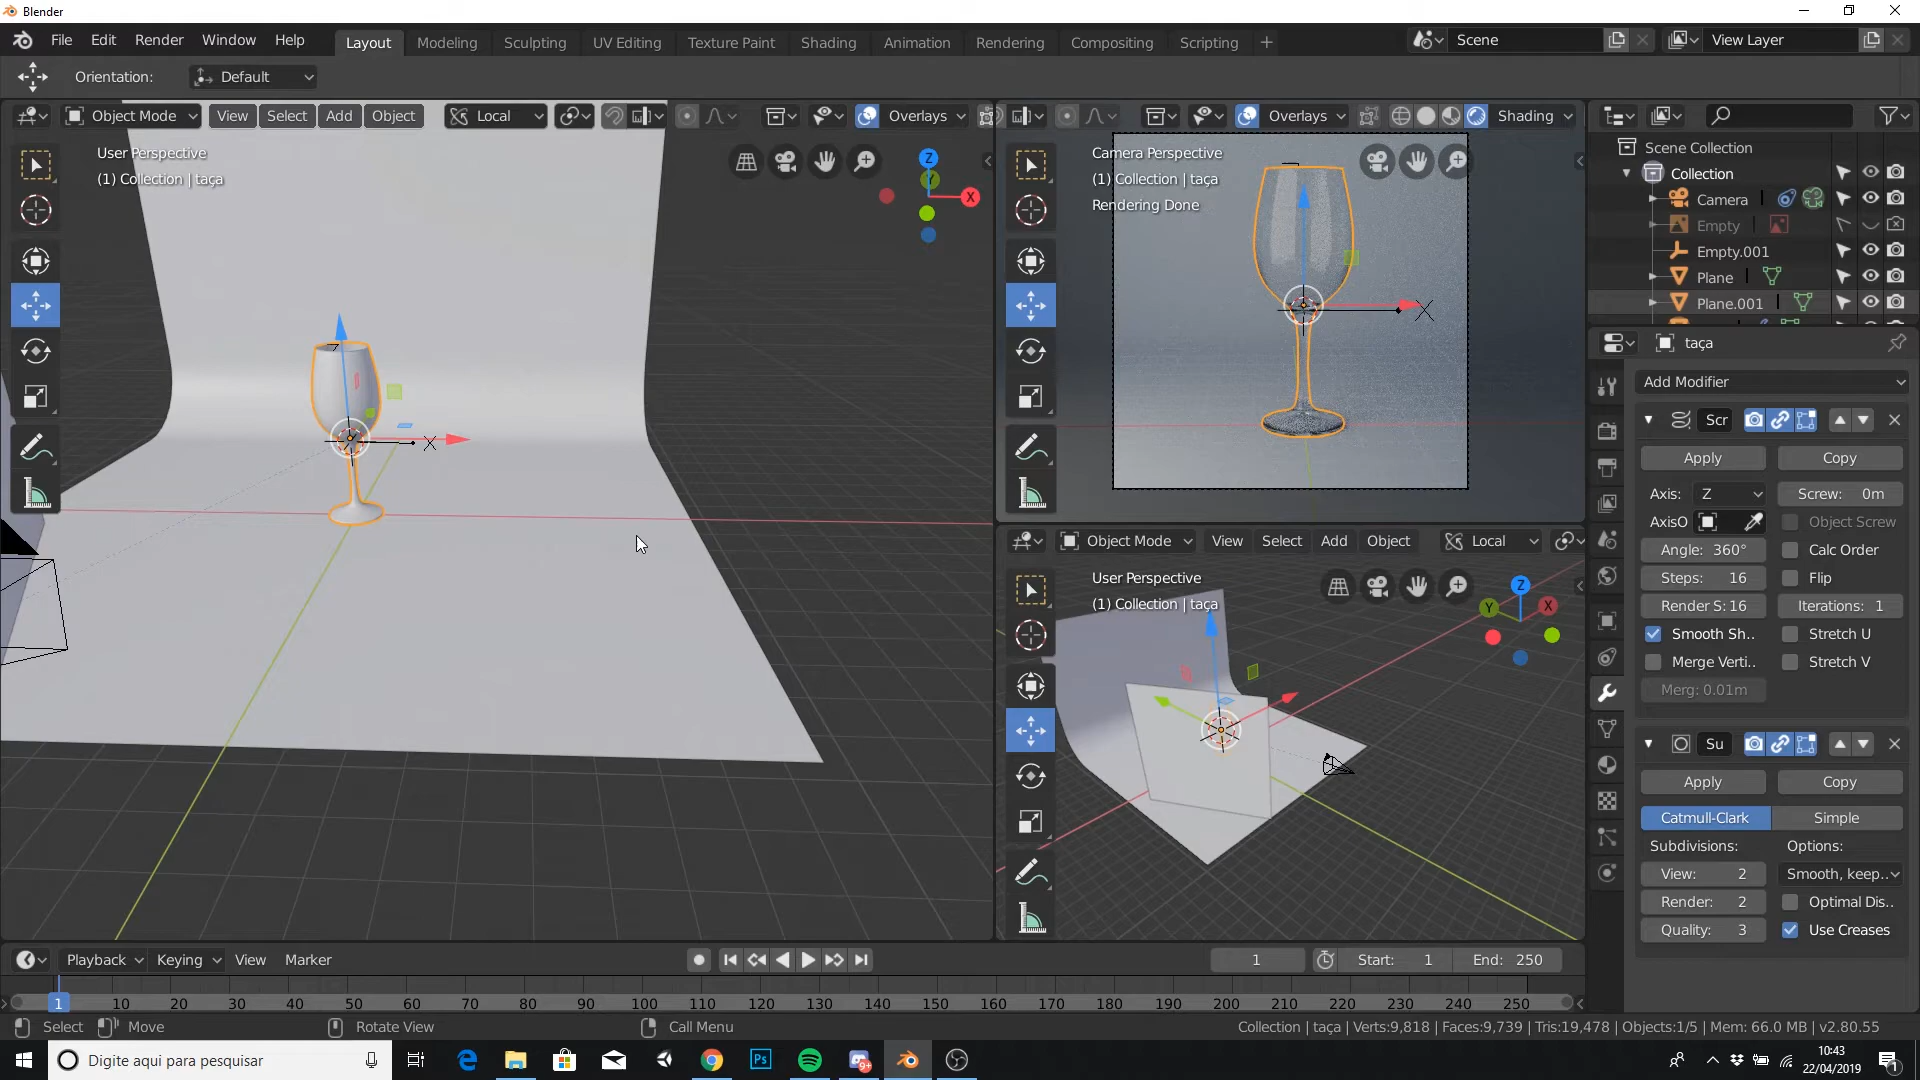 Blender
File Edit Render Window Help Layout Modeling Sculpting UV Editing Texture Paint Shading Animation Rendering Compositing Scripting + Scene View Layer
Orientation: Default
Object Mode View Select Add Object Local Overlays
User Perspective
(1) Collection | taça
Z
Y
X
Overlays Shading
Camera Perspective
(1) Collection | taça
Rendering Done
Object Mode View Select Add Object Local
User Perspective
(1) Collection | taça
Z
Y
X
Scene Collection
Collection
Camera
Empty
Empty.001
Plane
Plane.001
taça
Add Modifier
Scr
Apply Copy
Axis: Z Screw: 0m
AxisO Object Screw
Angle: 360° Calc Order
Steps: 16 Flip
Render S: 16 Iterations: 1
Smooth Sh.. Stretch U
Merge Verti.. Stretch V
Merg: 0.01m
Su
Apply Copy
Catmull-Clark Simple
Subdivisions: Options:
View: 2 Smooth, keep..
Render: 2 Optimal Dis..
Quality: 3 Use Creases
Playback Keying View Marker 1 Start: 1 End: 250
1 10 20 30 40 50 60 70 80 90 100 110 120 130 140 150 160 170 180 190 200 210 220 230 240 250
Select Move Rotate View Call Menu Collection | taça | Verts:9,818 | Faces:9,739 | Tris:19,478 | Objects:1/5 | Mem: 66.0 MB | v2.80.55
Digite aqui para pesquisar
Ps
9+
10:43
22/04/2019
1